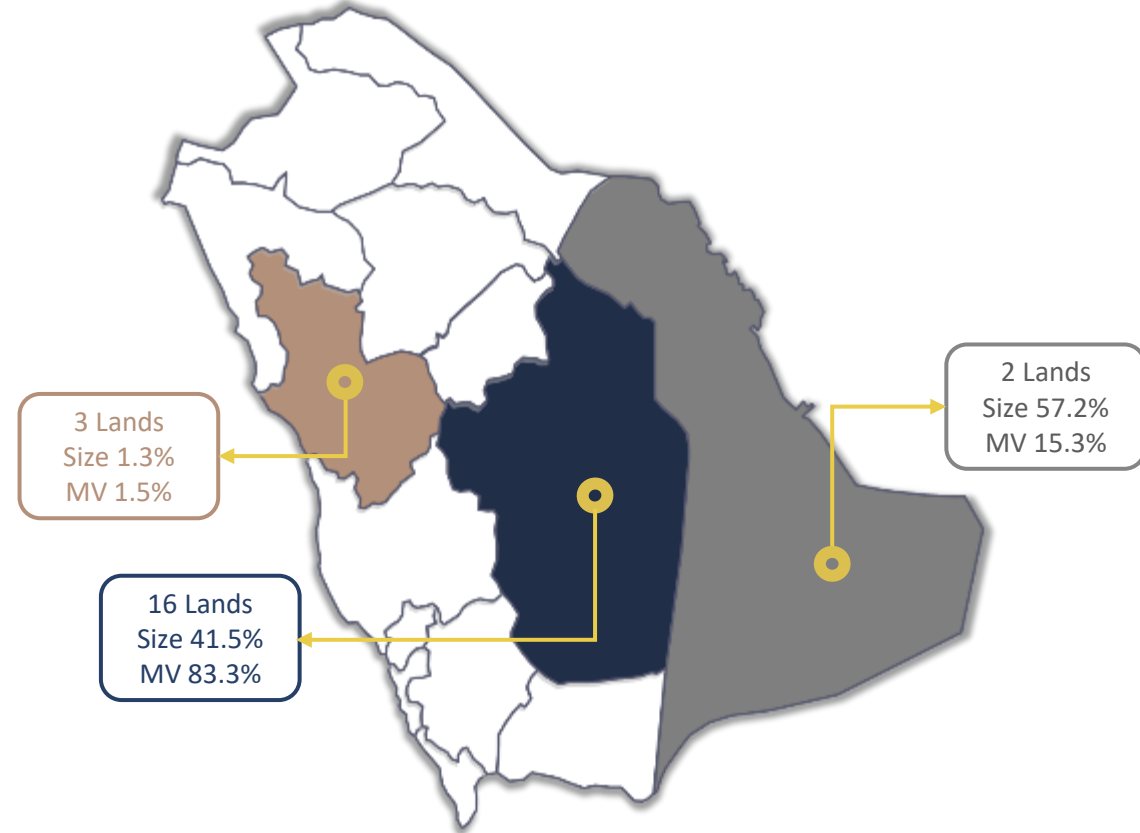 2 Lands
Size 57.2%
MV 15.3%
3 Lands
Size 1.3%
MV 1.5%
16 Lands
Size 41.5%
MV 83.3%